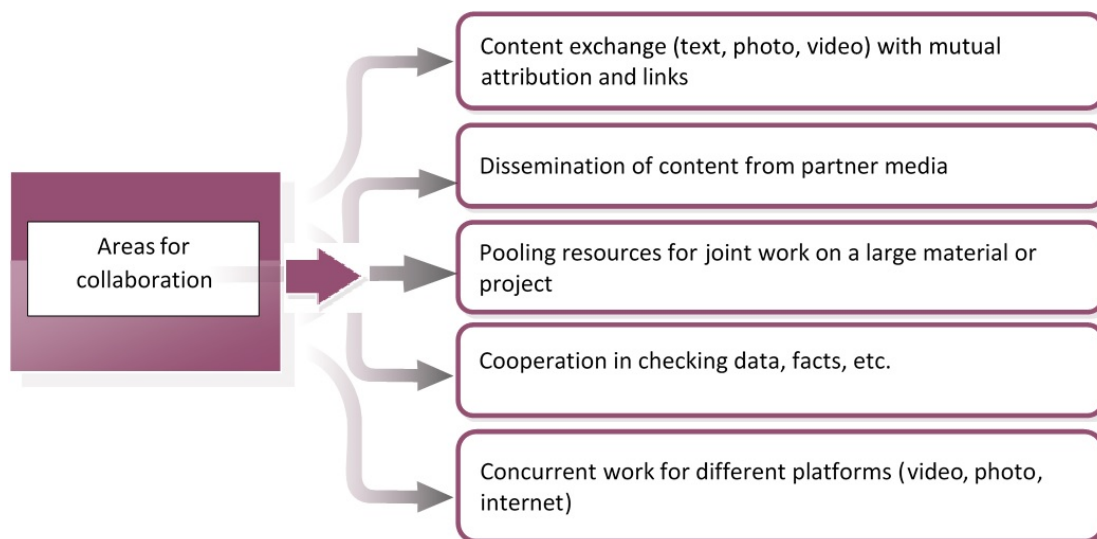 Content exchange (text, photo, video) with mutual
attribution and links
Dissemination of content from partner media
Areas for
collaboration
Pooling resources for joint work on a large material or
project
Cooperation in checking data, facts, etc.
Concurrent work for different platforms (video, photo,
internet)